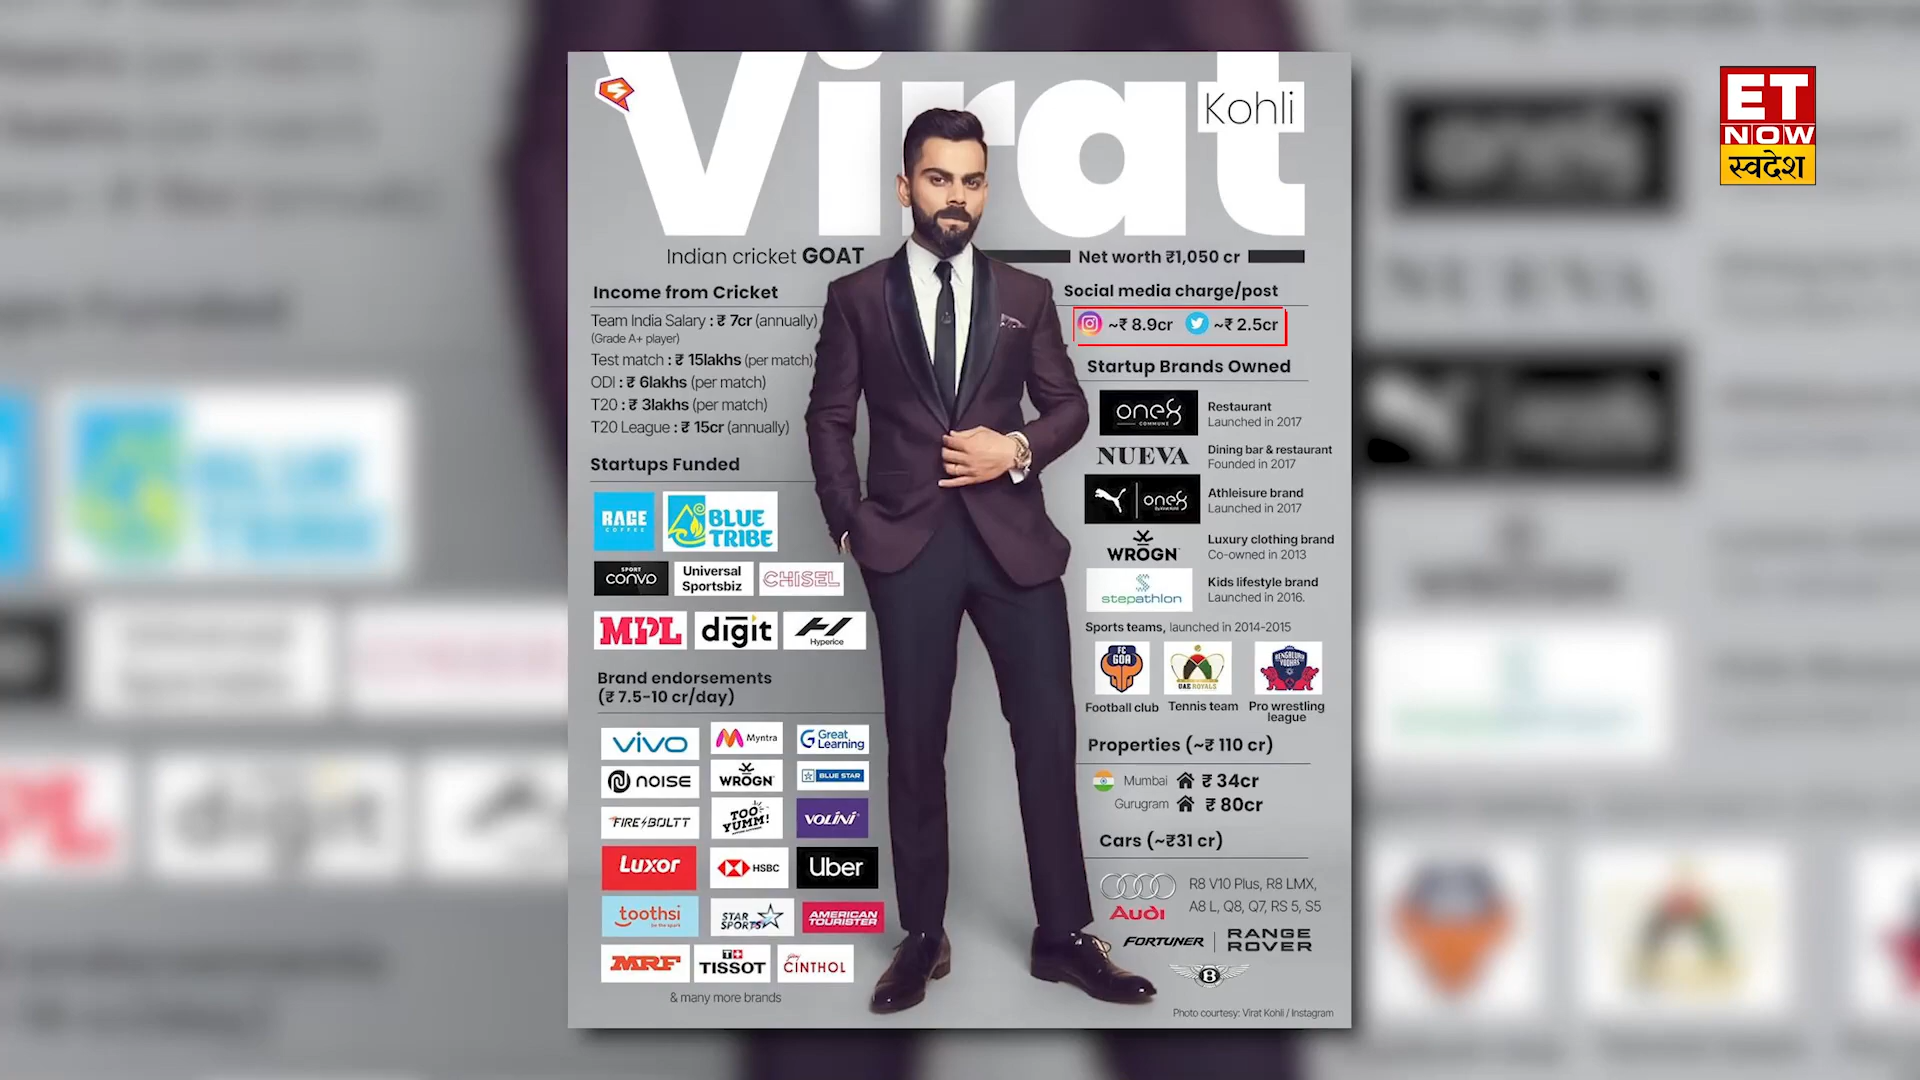 Virat
Kohli
ET
NOW
स्वदेश
Indian cricket GOAT
Net worth ₹1,050 cr
Income from Cricket
Team India Salary : ₹ 7cr (annually)
(Grade A+ player)
Test match : ₹ 15lakhs (per match)
ODI : ₹ 6lakhs (per match)
T20 : ₹ 3lakhs (per match)
T20 League : ₹ 15cr (annually)
Startups Funded
RAGE
COFFEE
BLUE
TRIBE
SPORT
CONVO
Universal
Sportsbiz
CHISEL
MPL
digit
Hyperice
Brand endorsements
(₹ 7.5-10 cr/day)
vivo
Myntra
Great
Learning
NOISE
WROGN
BLUE STAR
FIRE-BOLTT
TOO
YUMM!
VOLINI
Luxor
HSBC
Uber
toothsi
STAR
SPORTS
AMERICAN
TOURISTER
MRF
TISSOT
CINTHOL
& many more brands
Social media charge/post
~₹ 8.9cr
~₹ 2.5cr
Startup Brands Owned
one8
COMMUNE
Restaurant
Launched in 2017
NUEVA
Dining bar & restaurant
Founded in 2017
one8
Athleisure brand
Launched in 2017
WROGN
Luxury clothing brand
Co-owned in 2013
stepathlon
Kids lifestyle brand
Launched in 2016.
Sports teams, launched in 2014-2015
FC
GOA
UAE ROYALS
BENGALURU
YODHAS
Football club
Tennis team
Pro wrestling
league
Properties (~₹ 110 cr)
Mumbai ₹ 34cr
Gurugram ₹ 80cr
Cars (~₹31 cr)
Audi
R8 V10 Plus, R8 LMX,
A8 L, Q8, Q7, RS 5, S5
FORTUNER
RANGE
ROVER
B
Photo courtesy: Virat Kohli / Instagram